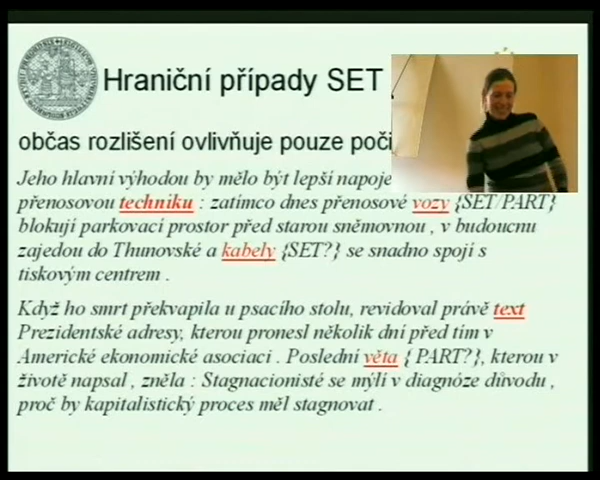 Hraniční případy SET
občas rozlišení ovlivňuje pouze poči
Jeho hlavní výhodou by mělo být lepší napoje
přenosovou techniku : zatímco dnes přenosové vozy {SET/PART}
blokují parkovací prostor před starou sněmovnou , v budoucnu
zajedou do Thunovské a kabely {SET?} se snadno spojí s
tiskovým centrem .
Když ho smrt překvapila u psacího stolu, revidoval právě text
Prezidentské adresy, kterou pronesl několik dní před tím v
Americké ekonomické asociaci . Poslední věta { PART?}, kterou v
životě napsal , zněla : Stagnacionisté se mýlí v diagnóze důvodu ,
proč by kapitalistický proces měl stagnovat .